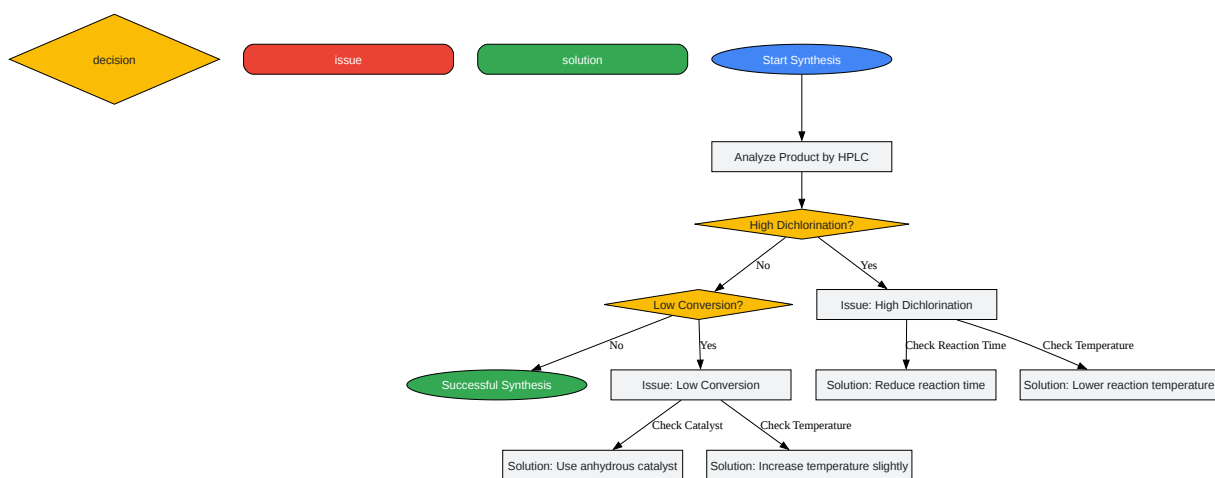 decision
issue
solution
Start Synthesis
Analyze Product by HPLC
High Dichlorination?
No
Yes
Low Conversion?
Issue: High Dichlorination
No
Yes
Check Reaction Time
Check Temperature
Successful Synthesis
Issue: Low Conversion
Solution: Reduce reaction time
Solution: Lower reaction temperature
Check Catalyst
Check Temperature
Solution: Use anhydrous catalyst
Solution: Increase temperature slightly